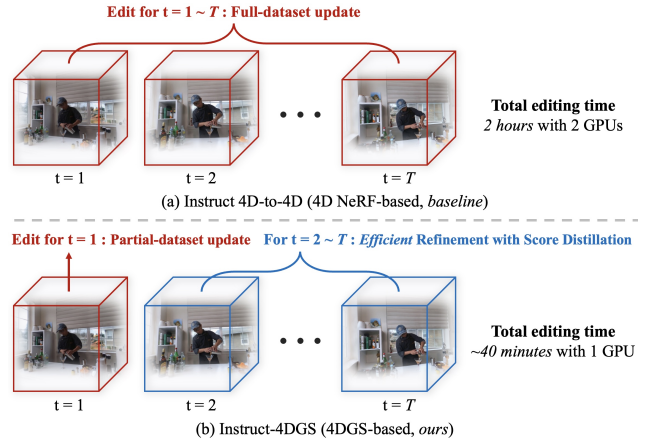 Edit for t = 1 ~ T : Full-dataset update
Total editing time
2 hours with 2 GPUs
t = 1
t = 2
t = T
(a) Instruct 4D-to-4D (4D NeRF-based, baseline)
Edit for t = 1 : Partial-dataset update
For t = 2 ~ T : Efficient Refinement with Score Distillation
Total editing time
~40 minutes with 1 GPU
t = 1
t = 2
t = T
(b) Instruct-4DGS (4DGS-based, ours)